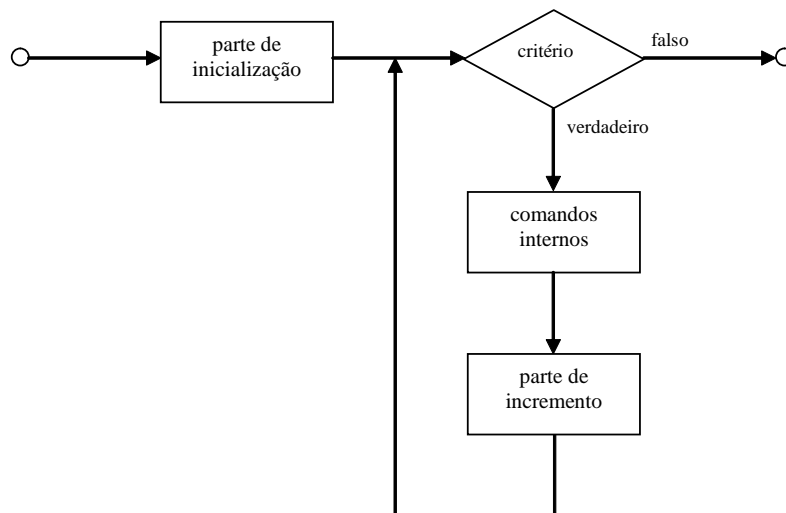 parte de
inicialização
critério
falso
verdadeiro
comandos
internos
parte de
incremento